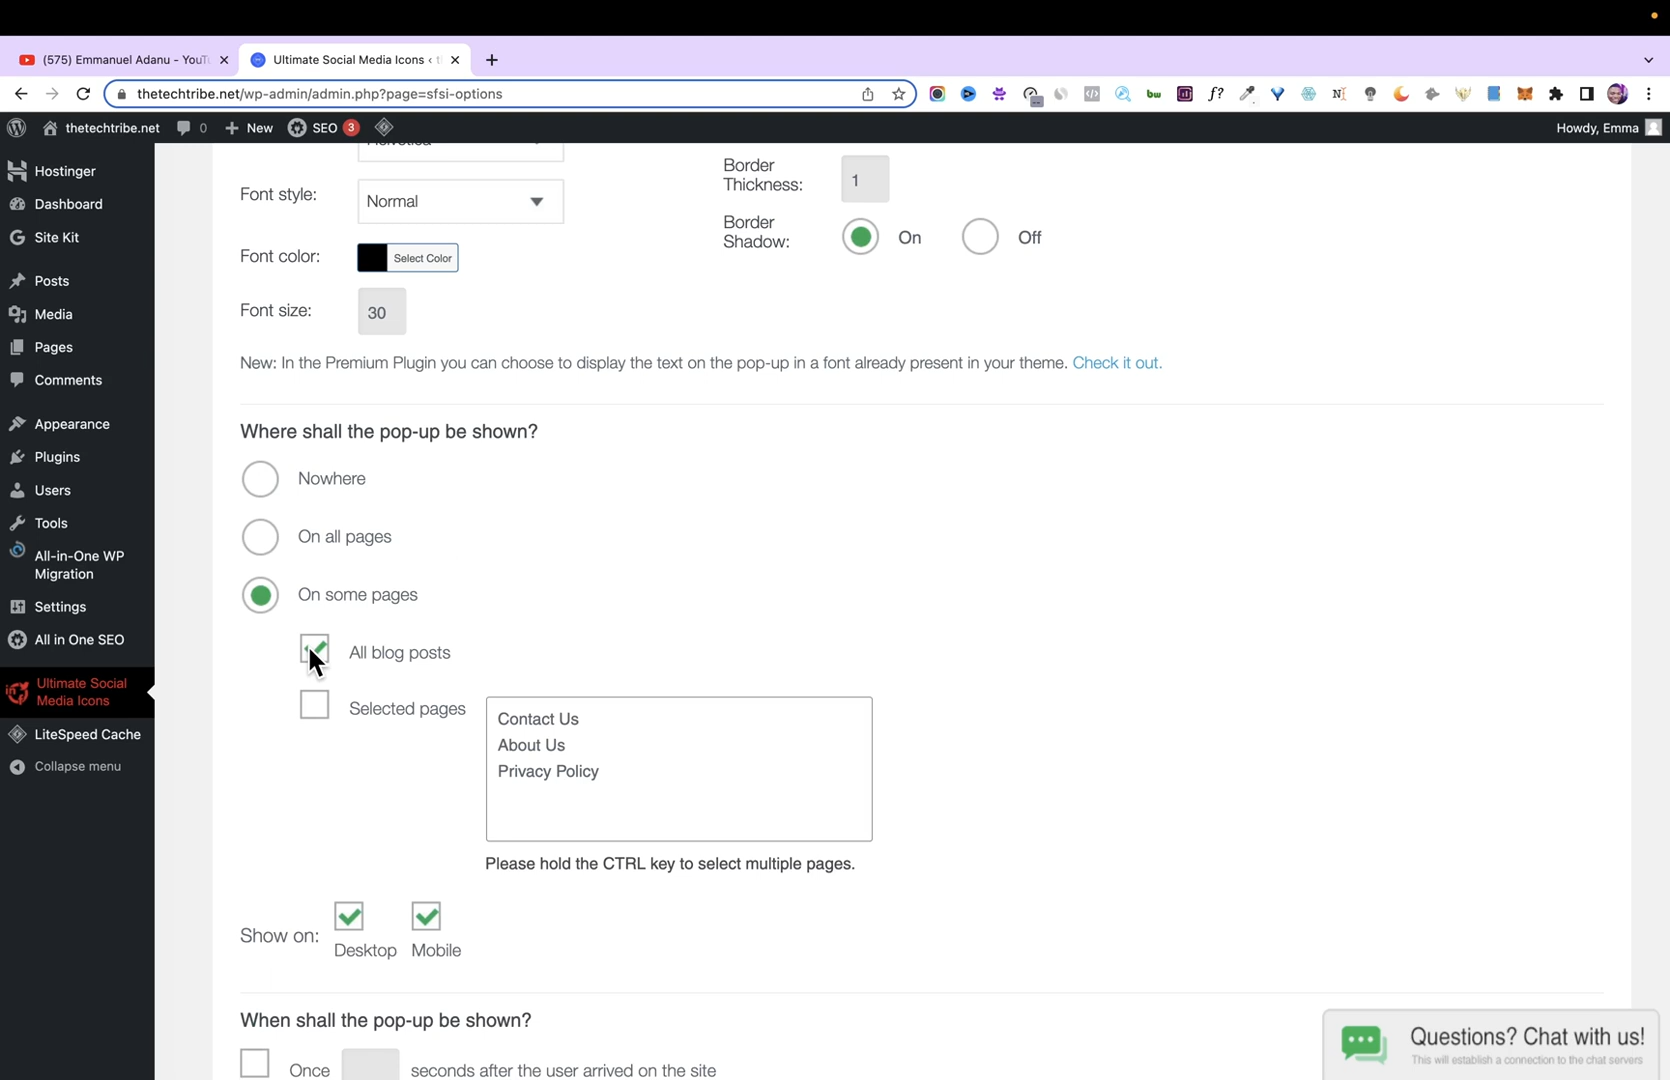 (575) Emmanuel Adanu - YouTu
Ultimate Social Media Icons ‹ t
thetechtribe.net/wp-admin/admin.php?page=sfsi-options
thetechtribe.net
0
New
SEO 3
Howdy, Emma
Hostinger
Dashboard
Site Kit
Posts
Media
Pages
Comments
Appearance
Plugins
Users
Tools
All-in-One WP
Migration
Settings
All in One SEO
Ultimate Social
Media Icons
LiteSpeed Cache
Collapse menu
Helvetica
Font style:
Normal
Font color:
Select Color
Font size:
30
Border
Thickness:
1
Border
Shadow:
On
Off
New: In the Premium Plugin you can choose to display the text on the pop-up in a font already present in your theme. Check it out.
Where shall the pop-up be shown?
Nowhere
On all pages
On some pages
All blog posts
Selected pages
Contact Us
About Us
Privacy Policy
Please hold the CTRL key to select multiple pages.
Show on:
Desktop
Mobile
When shall the pop-up be shown?
Once
seconds after the user arrived on the site
Questions? Chat with us!
This will establish a connection to the chat servers